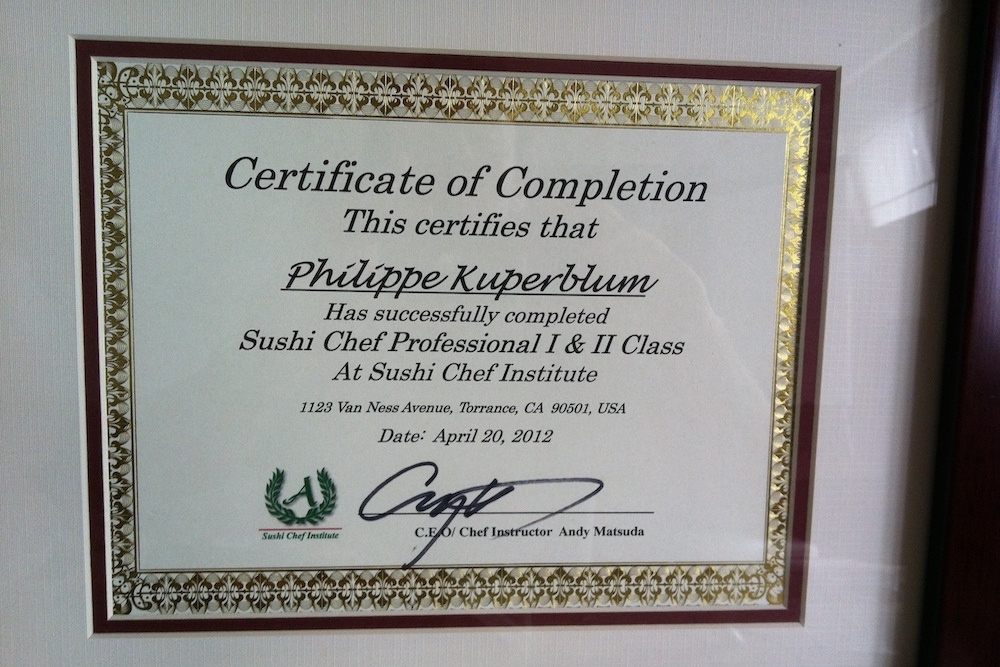 Certificate of Completion
This certifies that
Philippe Kuperblum
Has successfully completed
Sushi Chef Professional I & II Class
At Sushi Chef Institute
1123 Van Ness Avenue, Torrance, CA 90501, USA
Date: April 20, 2012
A
Sushi Chef Institute
C.E.O/ Chef Instructor Andy Matsuda